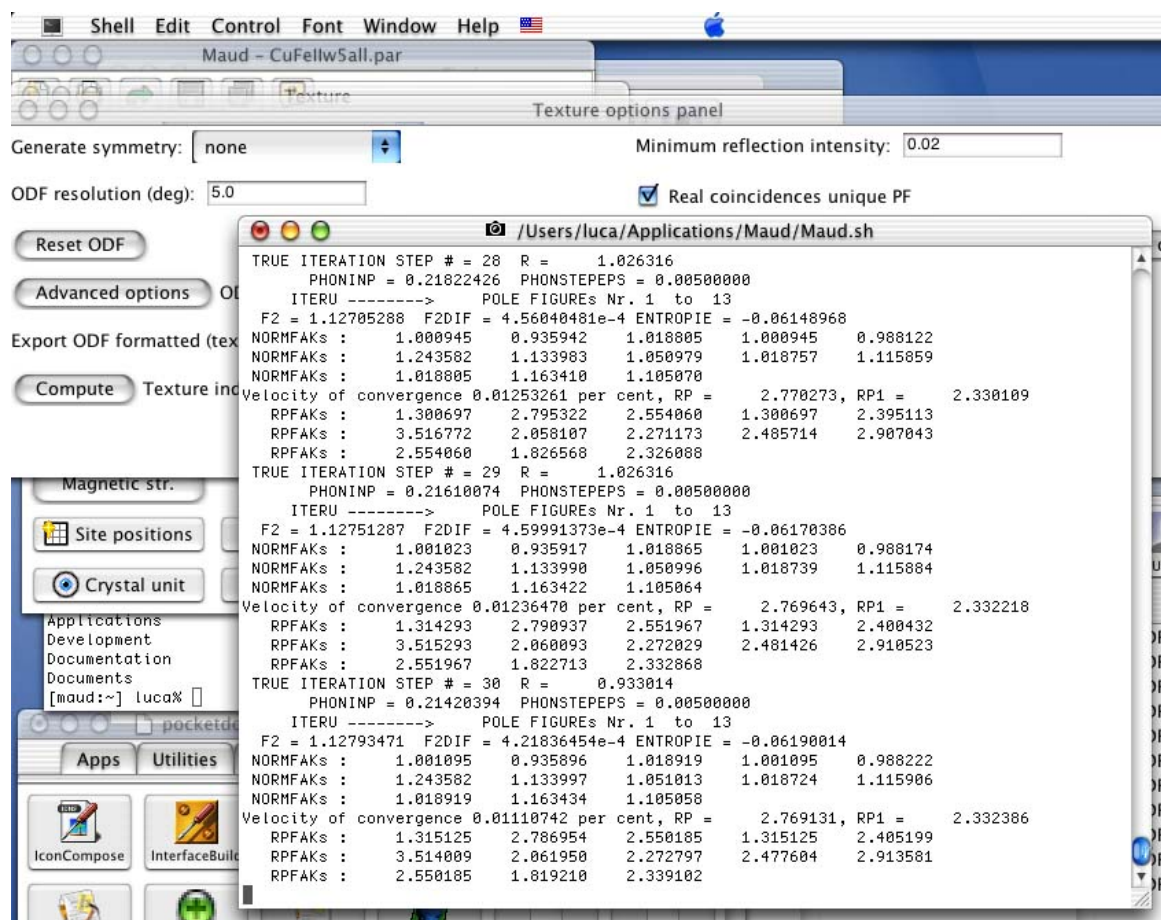 Shell Edit Control Font Window Help
Maud – CuFeIIw5all.par
Texture
Texture options panel
Generate symmetry: none
Minimum reflection intensity: 0.02
ODF resolution (deg): 5.0
Real coincidences unique PF
Reset ODF
Advanced options
Export ODF formatted (tex
Compute Texture ind
/Users/luca/Applications/Maud/Maud.sh
TRUE ITERATION STEP # = 28 R = 1.026316
PHONINP = 0.21822426 PHONSTEPEPS = 0.00500000
ITERU --------> POLE FIGUREs Nr. 1 to 13
F2 = 1.12705288 F2DIF = 4.56040481e-4 ENTROPIE = -0.06148968
NORMFAKs : 1.000945 0.935942 1.018805 1.000945 0.988122
NORMFAKs : 1.243582 1.133983 1.050979 1.018757 1.115859
NORMFAKs : 1.018805 1.163410 1.105070
Velocity of convergence 0.01253261 per cent, RP = 2.770273, RP1 = 2.330109
RPFAKs : 1.300697 2.795322 2.554060 1.300697 2.395113
RPFAKs : 3.516772 2.058107 2.271173 2.485714 2.907043
RPFAKs : 2.554060 1.826568 2.326088
TRUE ITERATION STEP # = 29 R = 1.026316
PHONINP = 0.21610074 PHONSTEPEPS = 0.00500000
ITERU --------> POLE FIGUREs Nr. 1 to 13
F2 = 1.12751287 F2DIF = 4.59991373e-4 ENTROPIE = -0.06170386
NORMFAKs : 1.001023 0.935917 1.018865 1.001023 0.988174
NORMFAKs : 1.243582 1.133990 1.050996 1.018739 1.115884
NORMFAKs : 1.018865 1.163422 1.105064
Velocity of convergence 0.01236470 per cent, RP = 2.769643, RP1 = 2.332218
RPFAKs : 1.314293 2.790937 2.551967 1.314293 2.400432
RPFAKs : 3.515293 2.060093 2.272029 2.481426 2.910523
RPFAKs : 2.551967 1.822713 2.332868
TRUE ITERATION STEP # = 30 R = 0.933014
PHONINP = 0.21420394 PHONSTEPEPS = 0.00500000
ITERU --------> POLE FIGUREs Nr. 1 to 13
F2 = 1.12793471 F2DIF = 4.21836454e-4 ENTROPIE = -0.06190014
NORMFAKs : 1.001095 0.935896 1.018919 1.001095 0.988222
NORMFAKs : 1.243582 1.133997 1.051013 1.018724 1.115906
NORMFAKs : 1.018919 1.163434 1.105058
Velocity of convergence 0.01110742 per cent, RP = 2.769131, RP1 = 2.332386
RPFAKs : 1.315125 2.786954 2.550185 1.315125 2.405199
RPFAKs : 3.514009 2.061950 2.272797 2.477604 2.913581
RPFAKs : 2.550185 1.819210 2.339102
Magnetic str.
Site positions
Crystal unit
Applications
Development
Documentation
Documents
[maud:~] luca%
pocketdo
Apps Utilities
IconCompose InterfaceBuild